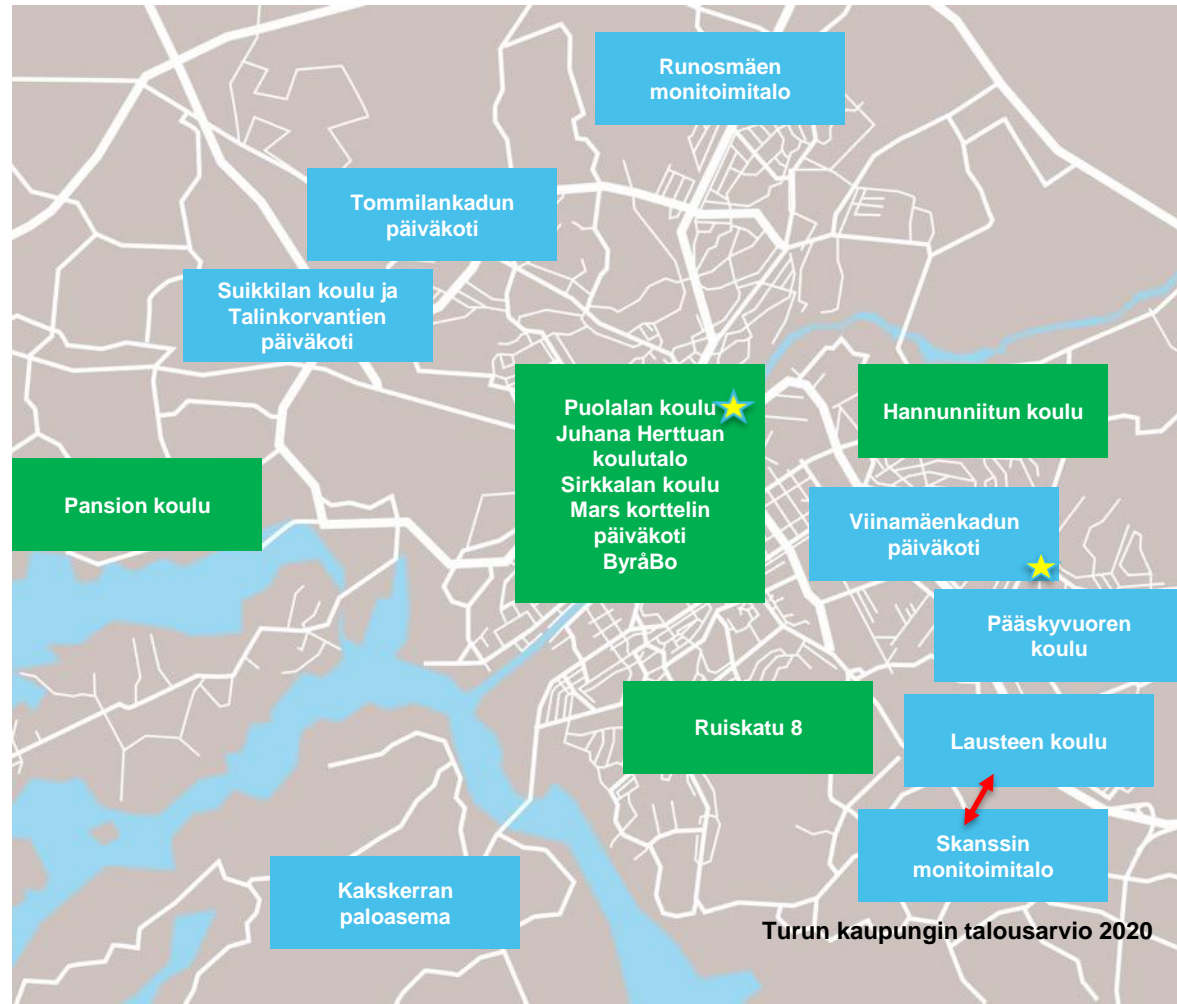 Runosmäen
monitoimitalo
Tommilankadun
päiväkoti
Suikkilan koulu ja
Talinkorvantien
päiväkoti
Puolalan koulu
Juhana Herttuan
koulutalo
Sirkkalan koulu
Mars korttelin
päiväkoti
ByråBo
Hannunniitun koulu
Pansion koulu
Viinamäenkadun
päiväkoti
Pääskyvuoren
koulu
Ruiskatu 8
Lausteen koulu
Skanssin
monitoimitalo
Kakskerran
paloasema
Turun kaupungin talousarvio 2020